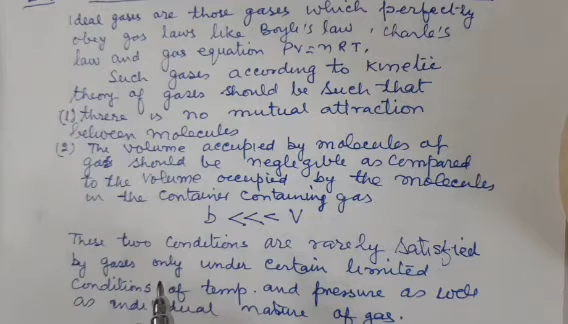 Ideal gases are those gases which perfectly
obey gas laws like Boyle's law, Charle's
law and gas equation PV=nRT.
Such gases according to Kinetic
theory of gases should be such that
(1) threre is no mutual attraction
between molecules
(2) The volume occupied by molecules of
gas should be neglegible as compared
to the volume occupied by the molecules
in the container containing gas
b <<< V
These two conditions are rarely satisfied
by gases only under certain limited
conditions of temp. and pressure as well
as nature of gas.